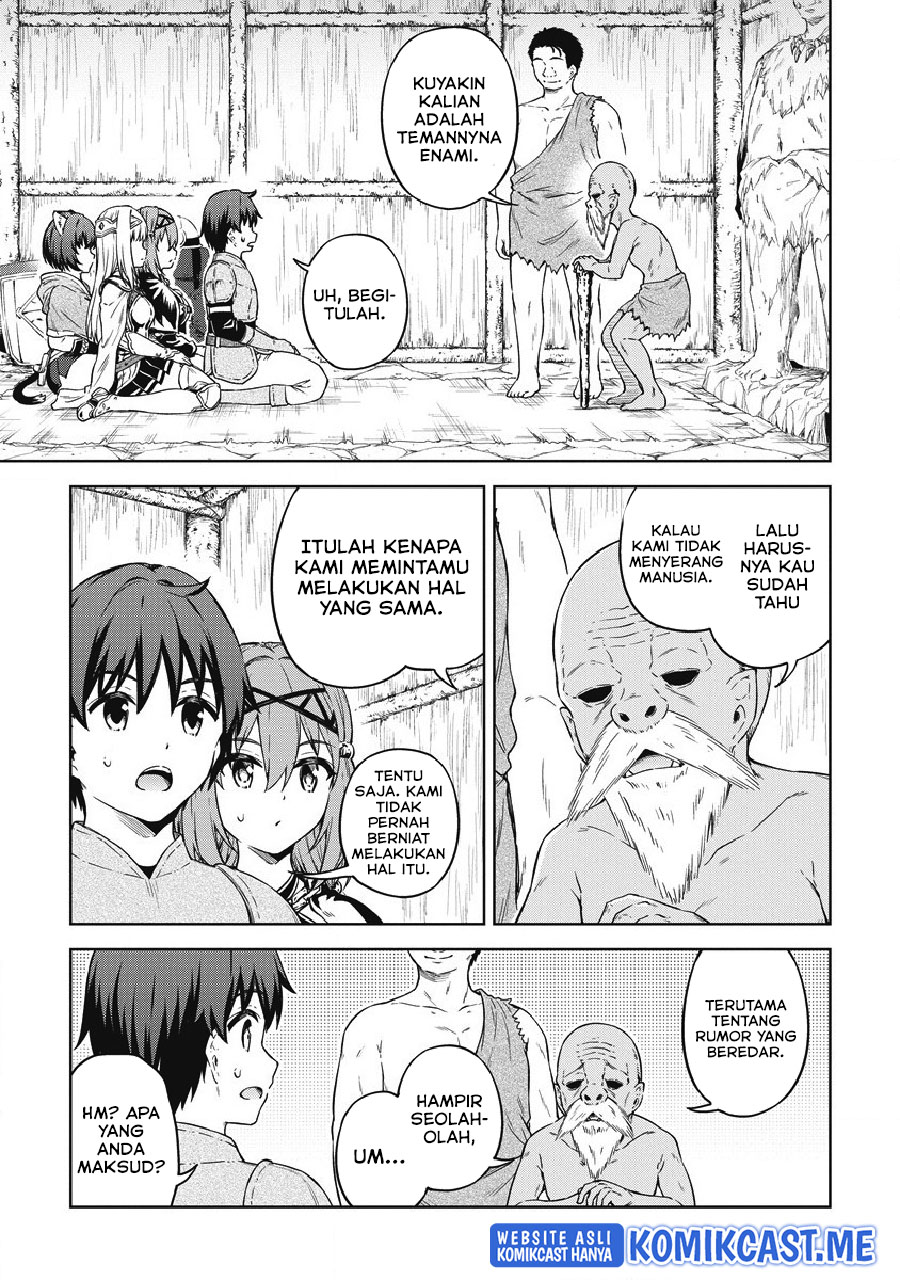 KUYAKIN
KALIAN
ADALAH
TEMANNYNA
ENAMI.
UH, BEGI-
TULAH.
LALU
HARUS-
NYA KAU
SUDAH
TAHU
KALAU
KAMI TIDAK
MENYERANG
MANUSIA.
ITULAH KENAPA
KAMI MEMINTAMU
MELAKUKAN HAL
YANG SAMA.
TENTU
SAJA. KAMI
TIDAK
PERNAH
BERNIAT
MELAKUKAN
HAL ITU.
TERUTAMA
TENTANG
RUMOR YANG
BEREDAR.
HAMPIR
SEOLAH-
OLAH,
UM...
HM? APA
YANG
ANDA
MAKSUD?
WEBSITE ASLI
KOMIKCAST HANYA
KOMIKCAST.ME